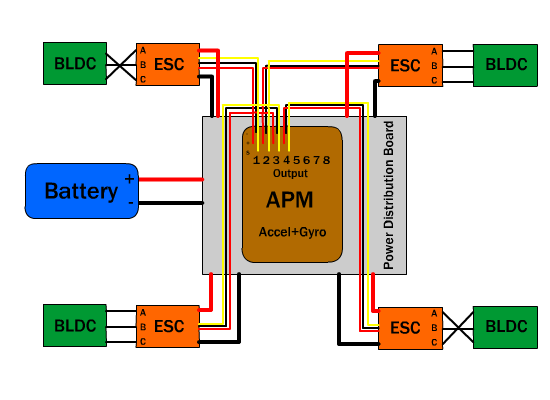 BLDC
A
B
C
ESC
ESC
A
B
C
BLDC
Battery
+
-
1 2 3 4 5 6 7 8
Output
APM
Accel+Gyro
Power Distribution Board
BLDC
A
B
C
ESC
ESC
A
B
C
BLDC